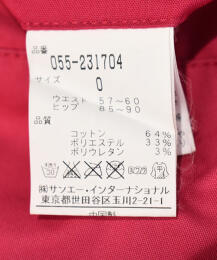 品番
055-231704
サイズ
0
ウエスト 57-60
ヒップ 85-90
品質
コットン 64%
ポリエステル 33%
ポリウレタン 3%
㈱サンエー・インターナショナル
東京都世田谷区玉川2-21-1
中国製